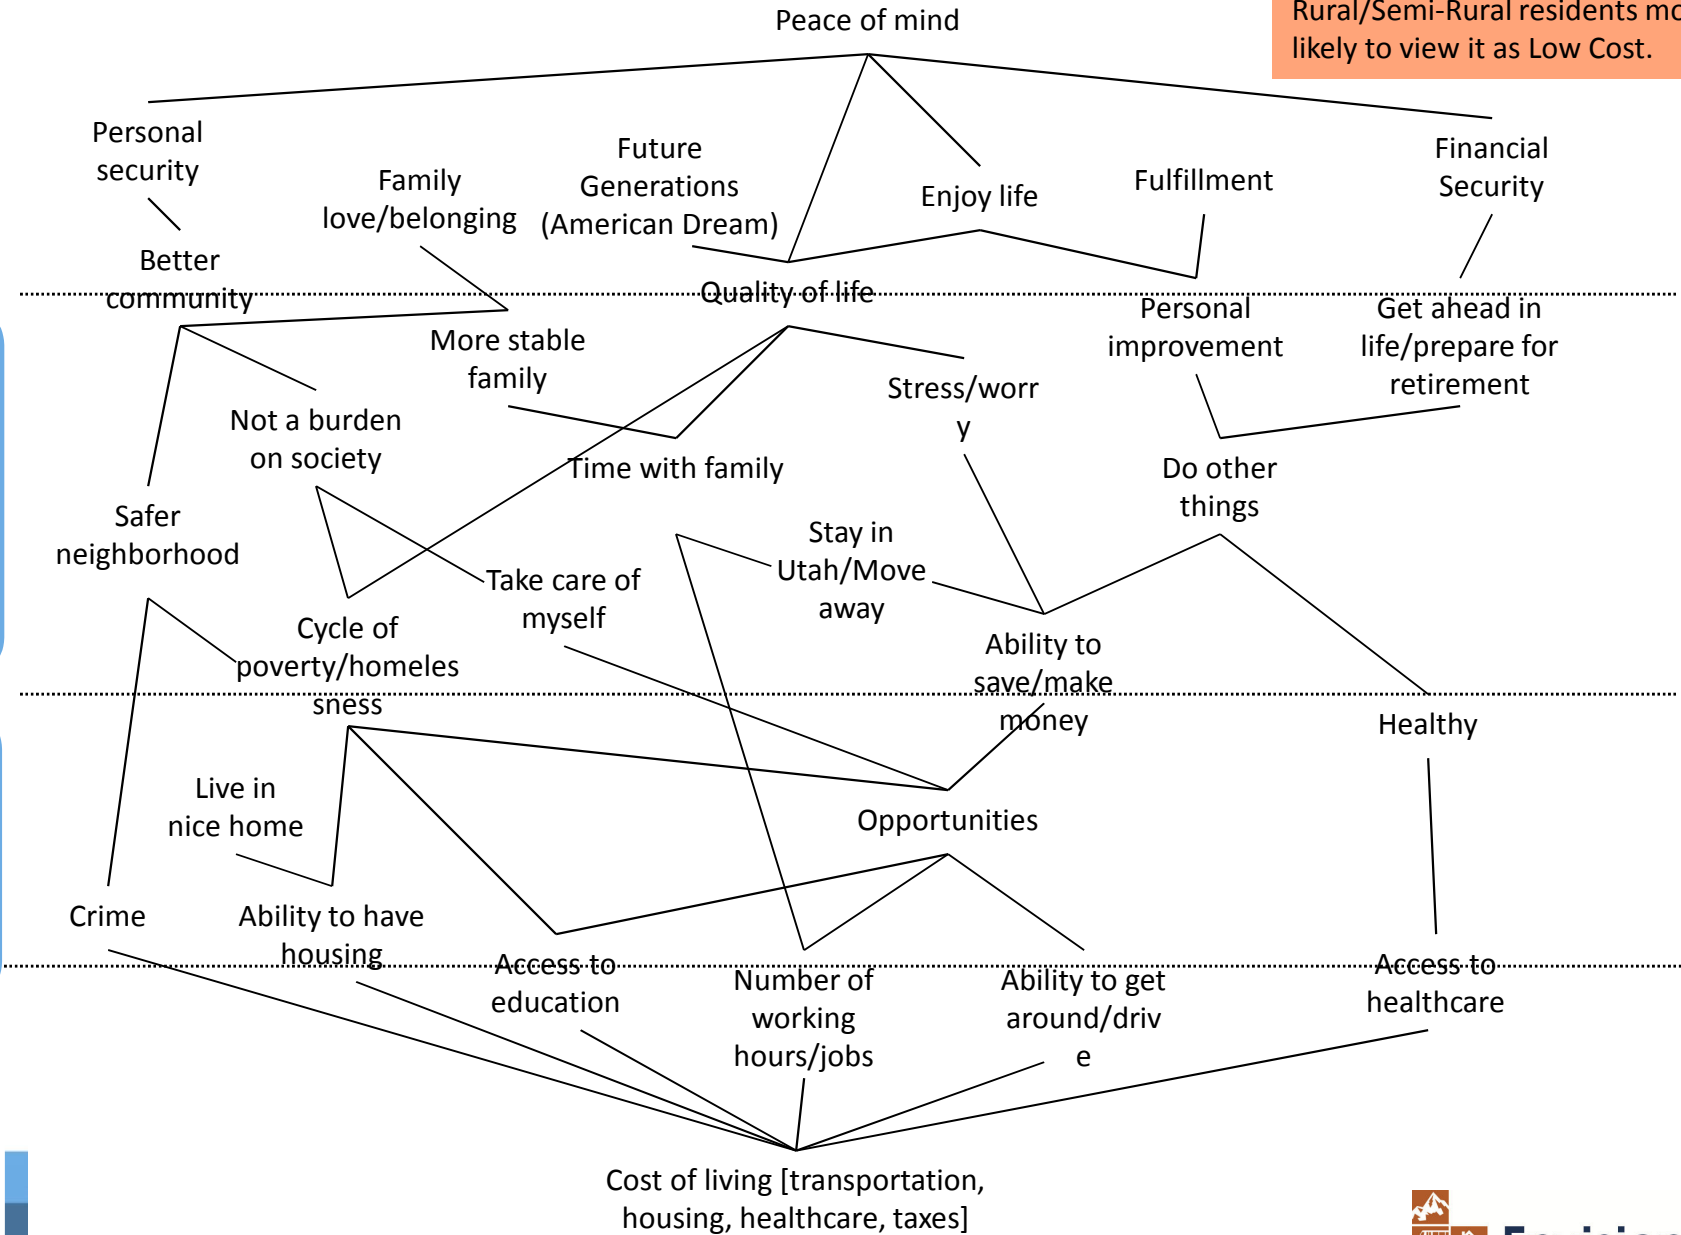 Peace of mind
Rural/Semi-Rural residents
likely to view it as Low Cost.
Personal
security
Family
love/belonging
Future
Generations
(American Dream)
Enjoy life
Fulfillment
Financial
Security
Better
community
Quality of life
More stable
family
Stress/worr
y
Personal
improvement
Get ahead in
life/prepare for
retirement
Not a burden
on society
Time with family
Do other
things
Safer
neighborhood
Stay in
Utah/Move
away
Take care of
myself
Cycle of
poverty/homeles
sness
Ability to
save/make
money
Healthy
Live in
nice home
Opportunities
Crime
Ability to have
housing
Access to
education
Number of
working
hours/jobs
Ability to get
around/driv
e
Access to
healthcare
Cost of living [transportation,
housing, healthcare, taxes]